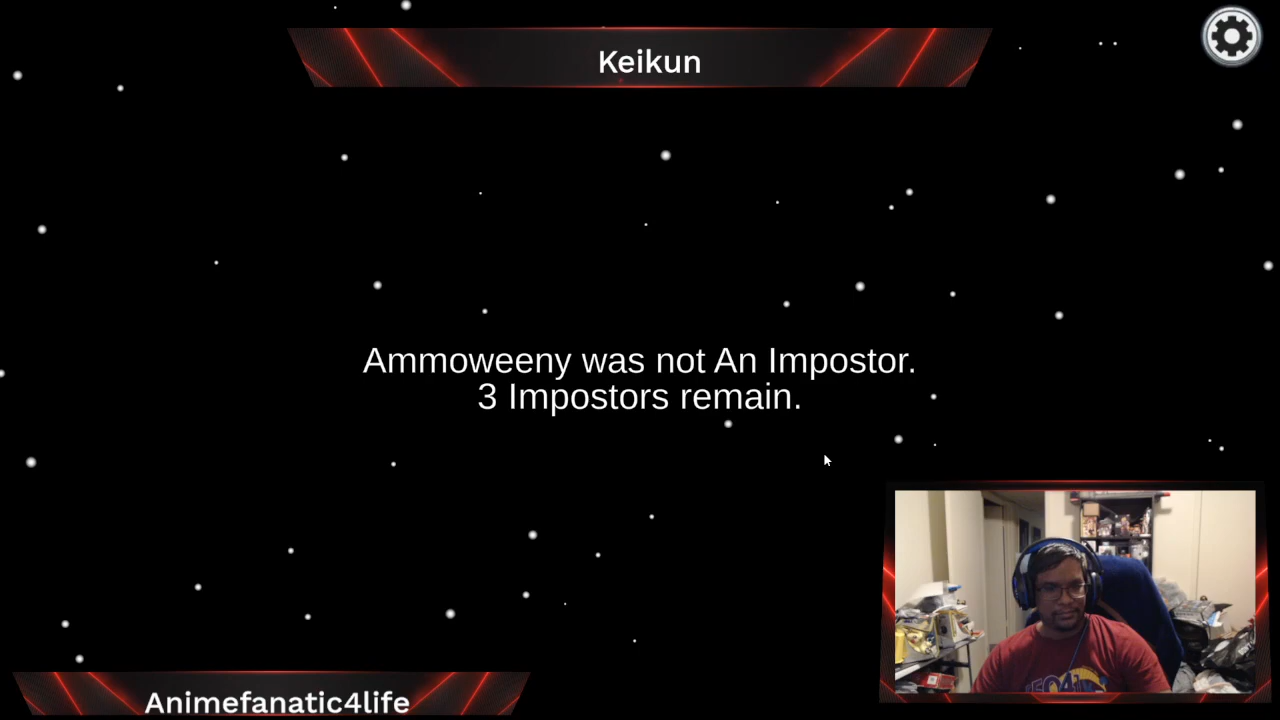 Keikun
Ammoweeny was not An Impostor.
3 Impostors remain.
Animefanatic4life